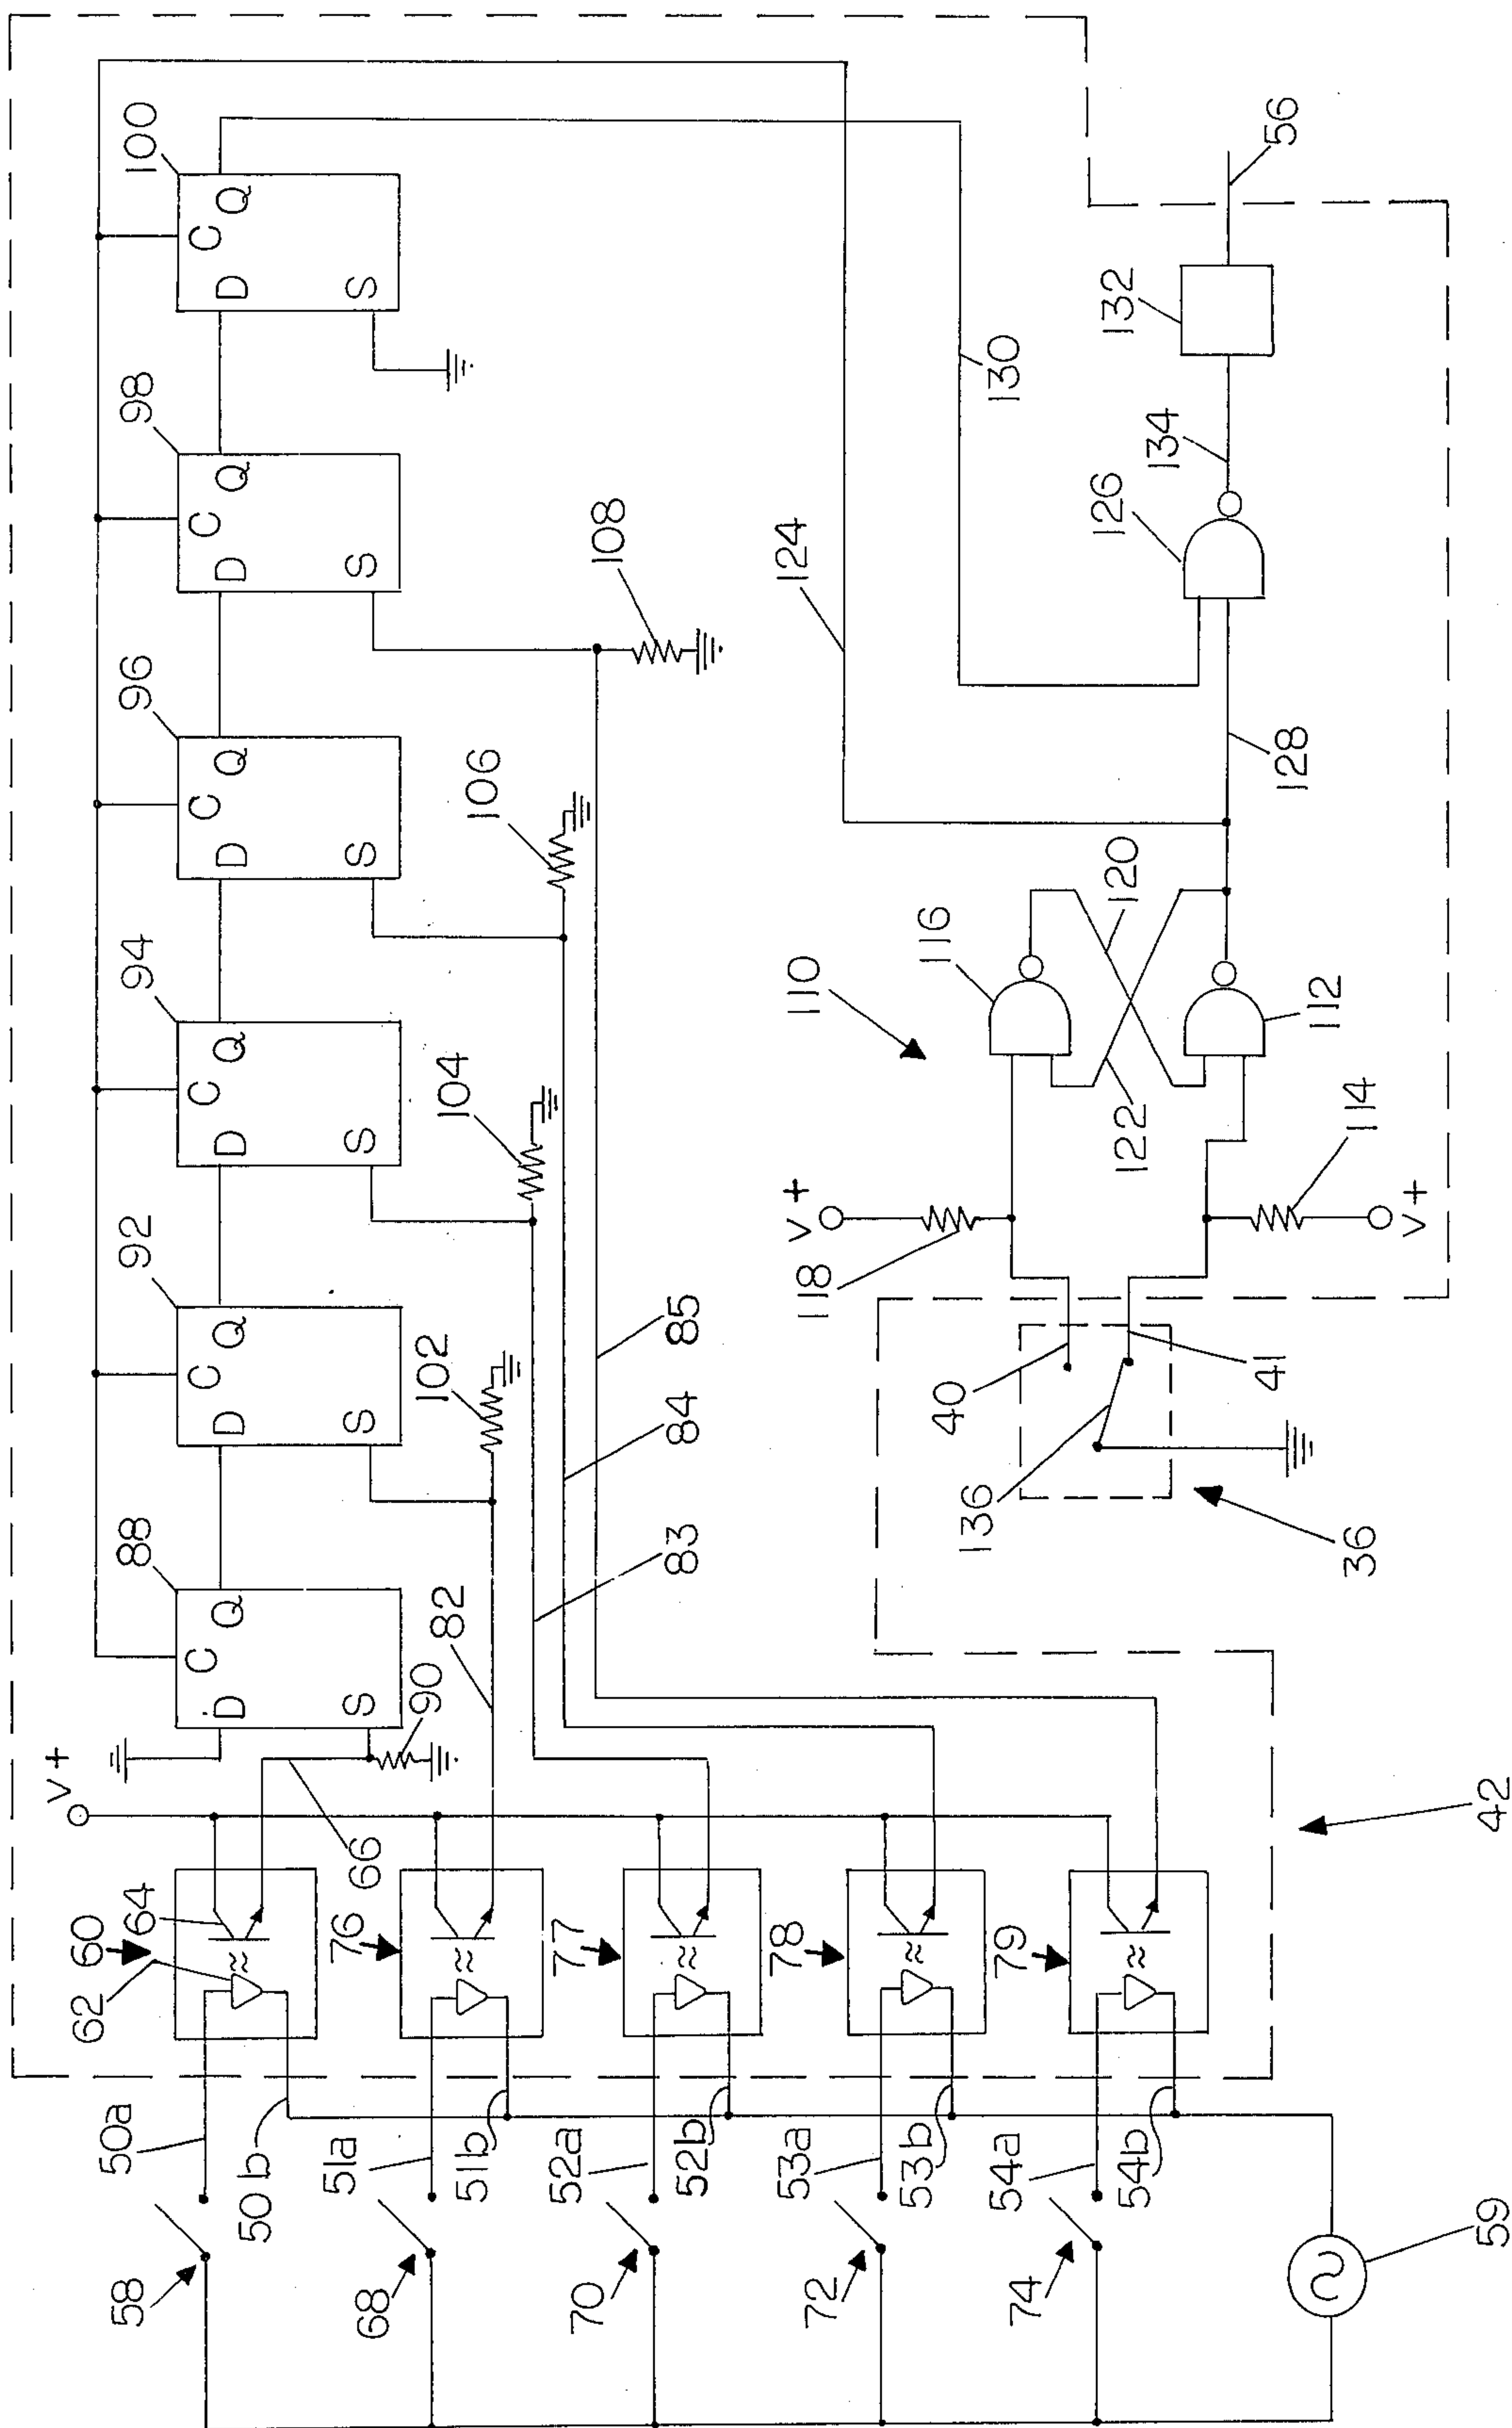 100
98
96
94
92
88
C
D
Q
S
C
D
Q
S
C
D
Q
S
C
D
Q
S
C
D
Q
S
C
D
Q
S
V+
90
66
82
102
104
106
108
83
84
85
60
62
64
76
77
78
79
50a
50b
51a
51b
52a
52b
53a
53b
54a
54b
58
68
70
72
74
59
42
36
136
40
41
V+
118
114
V+
110
116
112
120
122
124
128
130
126
134
132
56